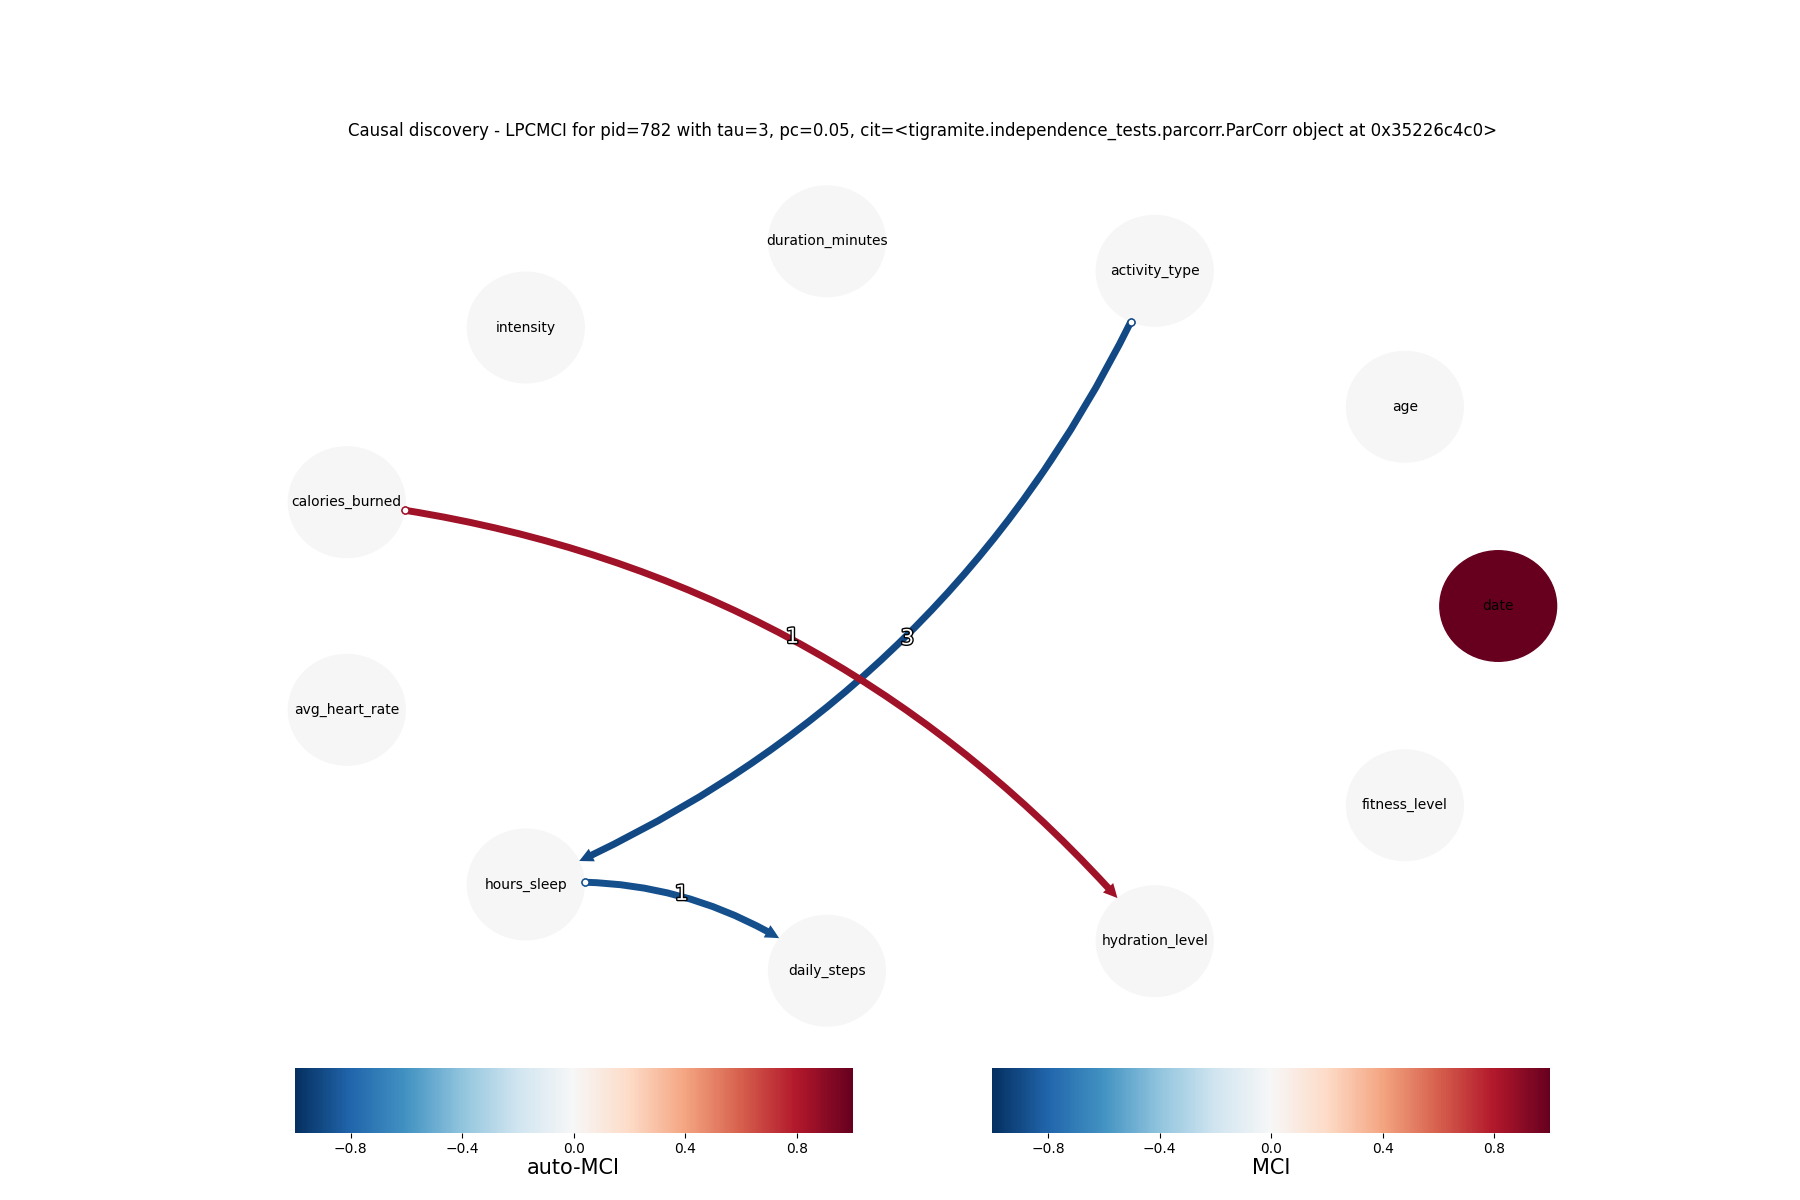 Causal discovery - LPCMCI for pid=782 with tau=3, pc=0.05, cit=<tigramite.independence_tests.parcorr.ParCorr object at 0x35226c4c0>
duration_minutes
activity_type
intensity
age
calories_burned
date
1
3
avg_heart_rate
fitness_level
hours_sleep
1
hydration_level
daily_steps
−0.8 −0.4 0.0 0.4 0.8
auto-MCI
−0.8 −0.4 0.0 0.4 0.8
MCI